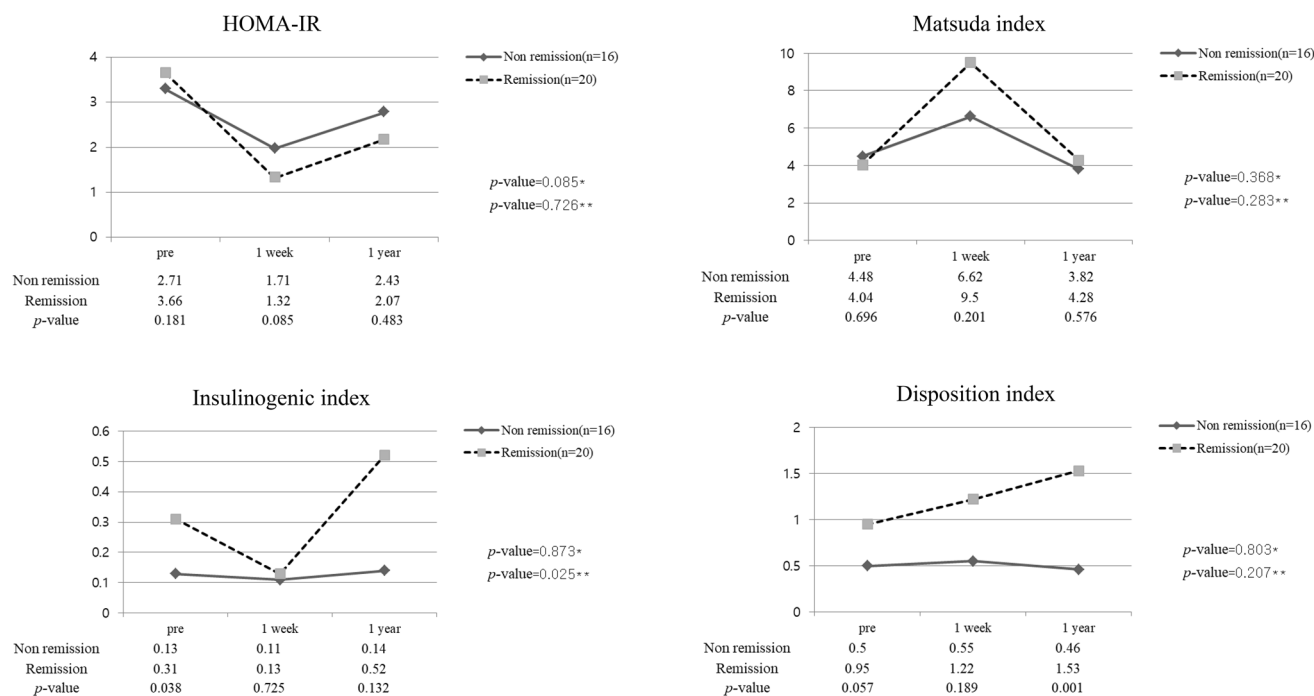 HOMA-IR
4
3
2
1
0
Non remission(n=16)
Remission(n=20)
p-value=0.085*
p-value=0.726**
pre 1 week 1 year
Non remission 2.71 1.71 2.43
Remission 3.66 1.32 2.07
p-value 0.181 0.085 0.483
Matsuda index
10
8
6
4
2
0
Non remission(n=16)
Remission(n=20)
p-value=0.368*
p-value=0.283**
pre 1 week 1 year
Non remission 4.48 6.62 3.82
Remission 4.04 9.5 4.28
p-value 0.696 0.201 0.576
Insulinogenic index
0.6
0.5
0.4
0.3
0.2
0.1
0
Non remission(n=16)
Remission(n=20)
p-value=0.873*
p-value=0.025**
pre 1 week 1 year
Non remission 0.13 0.11 0.14
Remission 0.31 0.13 0.52
p-value 0.038 0.725 0.132
Disposition index
2
1.5
1
0.5
0
Non remission(n=16)
Remission(n=20)
p-value=0.803*
p-value=0.207**
pre 1 week 1 year
Non remission 0.5 0.55 0.46
Remission 0.95 1.22 1.53
p-value 0.057 0.189 0.001